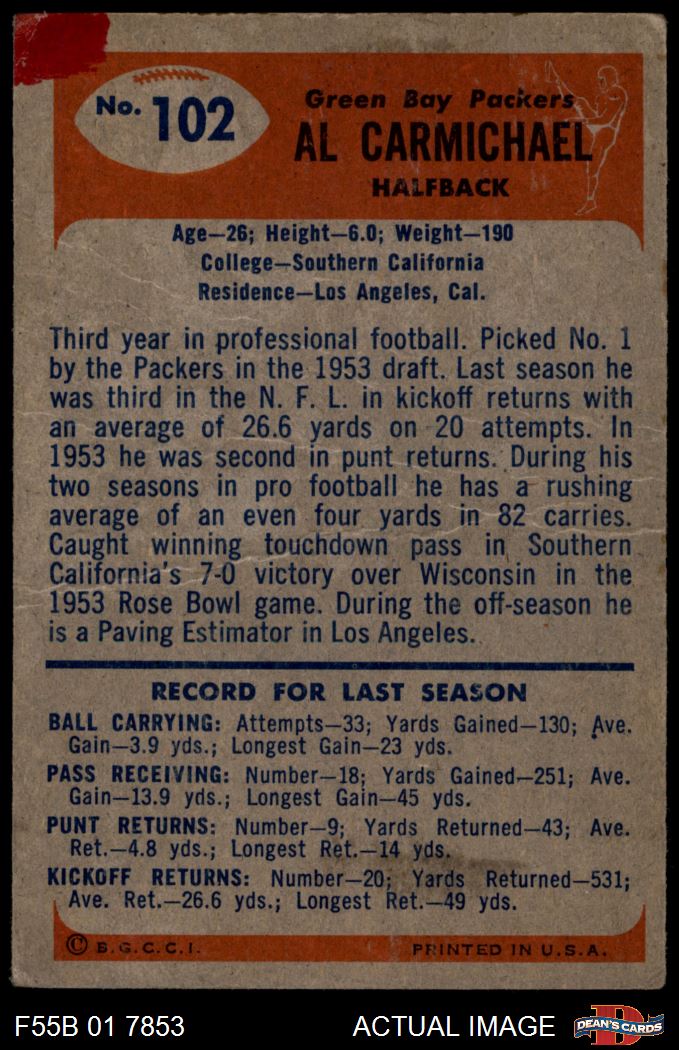 No. 102
Green Bay Packers
AL CARMICHAEL
HALFBACK
Age—26; Height—6.0; Weight—190
College—Southern California
Residence—Los Angeles, Cal.
Third year in professional football. Picked No. 1
by the Packers in the 1953 draft. Last season he
was third in the N. F. L. in kickoff returns with
an average of 26.6 yards on 20 attempts. In
1953 he was second in punt returns. During his
two seasons in pro football he has a rushing
average of an even four yards in 82 carries.
Caught winning touchdown pass in Southern
California's 7-0 victory over Wisconsin in the
1953 Rose Bowl game. During the off-season he
is a Paving Estimator in Los Angeles.
RECORD FOR LAST SEASON
BALL CARRYING: Attempts—33; Yards Gained—130; Ave.
Gain—3.9 yds.; Longest Gain—23 yds.
PASS RECEIVING: Number—18; Yards Gained—251; Ave.
Gain—13.9 yds.; Longest Gain—45 yds.
PUNT RETURNS: Number—9; Yards Returned—43; Ave.
Ret.—4.8 yds.; Longest Ret.—14 yds.
KICKOFF RETURNS: Number—20; Yards Returned—531;
Ave. Ret.—26.6 yds.; Longest Ret.—49 yds.
© B.G.C.C.I. PRINTED IN U.S.A.
F55B 01 7853 ACTUAL IMAGE D DEAN'S CARDS